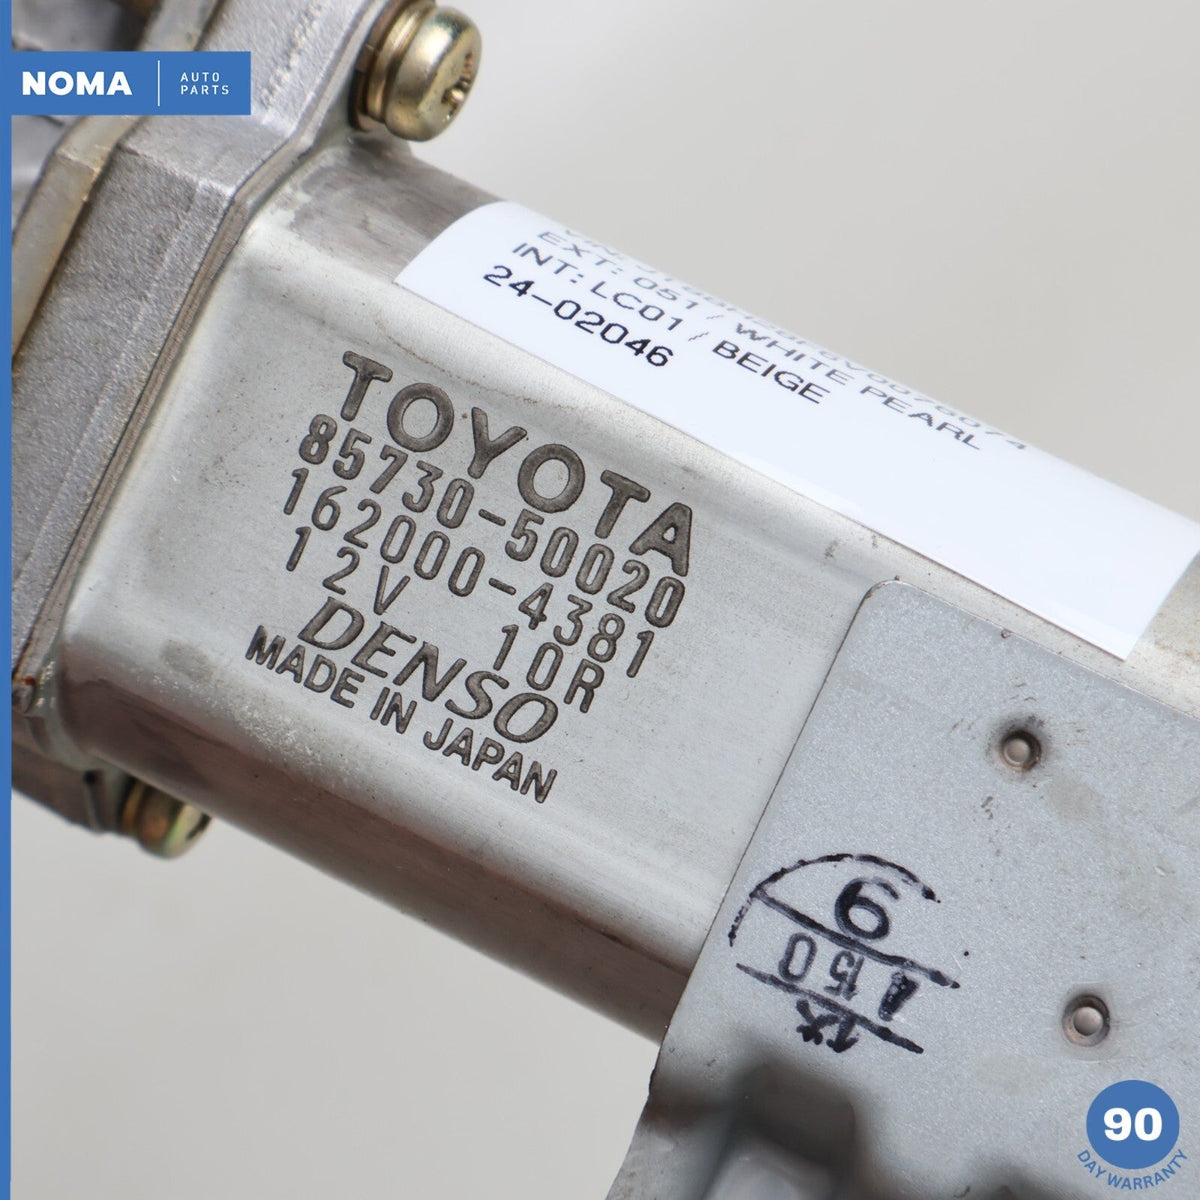 NOMA
AUTO
PARTS
EXT: 051 / WHITE PEARL
INT: LC01 / BEIGE
24-02046
TOYOTA
85730-50020
162000-4381
12V 10R
DENSO
MADE IN JAPAN
90
DAY WARRANTY